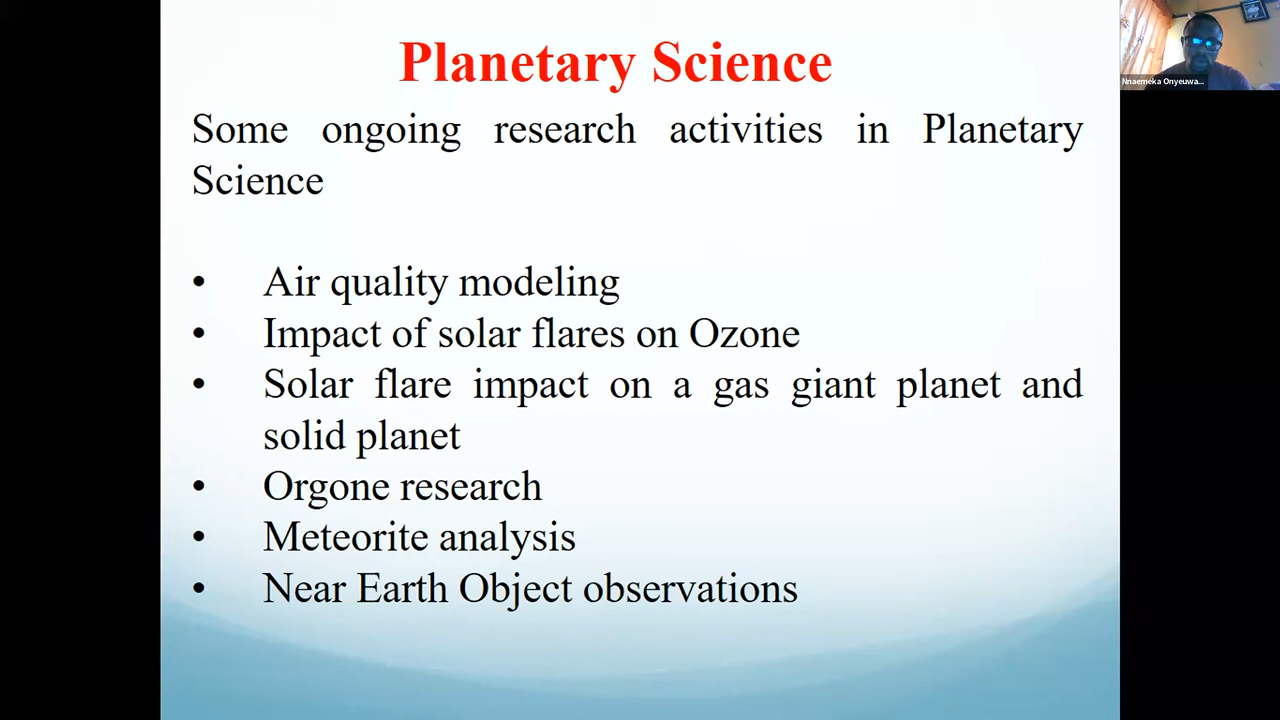 Planetary Science
Some ongoing research activities in Planetary
Science
• Air quality modeling
• Impact of solar flares on Ozone
• Solar flare impact on a gas giant planet and
solid planet
• Orgone research
• Meteorite analysis
• Near Earth Object observations
Nnaemeka Onyeuwa...